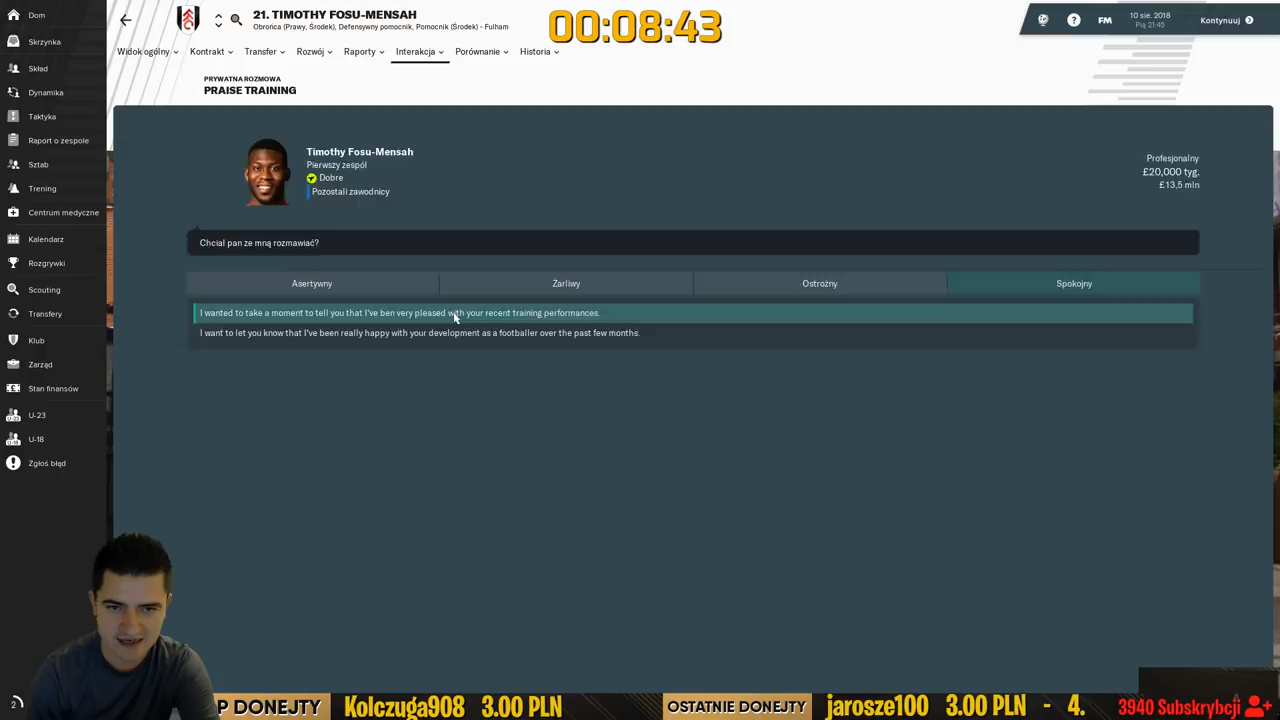 Dom
Skrzynka
Skład
Dynamika
Taktyka
Raport o zespole
Sztab
Trening
Centrum medyczne
Kalendarz
Rozgrywki
Scouting
Transfery
Klub
Zarząd
Stan finansów
U-23
U-18
Zgłoś błąd
21. TIMOTHY FOSU-MENSAH
Obrońca (Prawy, Środek), Defensywny pomocnik, Pomocnik (Środek) - Fulham
00:08:43
FM
10 sie. 2018
Pią 21:45
Kontynuuj
Widok ogólny
Kontrakt
Transfer
Rozwój
Raporty
Interakcja
Porównanie
Historia
PRYWATNA ROZMOWA
PRAISE TRAINING
Timothy Fosu-Mensah
Pierwszy zespół
Dobre
Pozostali zawodnicy
Profesjonalny
£20,000 tyg.
£13,5 mln
Chciał pan ze mną rozmawiać?
Asertywny
Żarliwy
Ostrożny
Spokojny
I wanted to take a moment to tell you that I've ben very pleased with your recent training performances.
I want to let you know that I've been really happy with your development as a footballer over the past few months.
P DONEJTY
Kolczuga908 3.00 PLN
OSTATNIE DONEJTY
jarosze100 3.00 PLN - 4.
3940 Subskrybcji